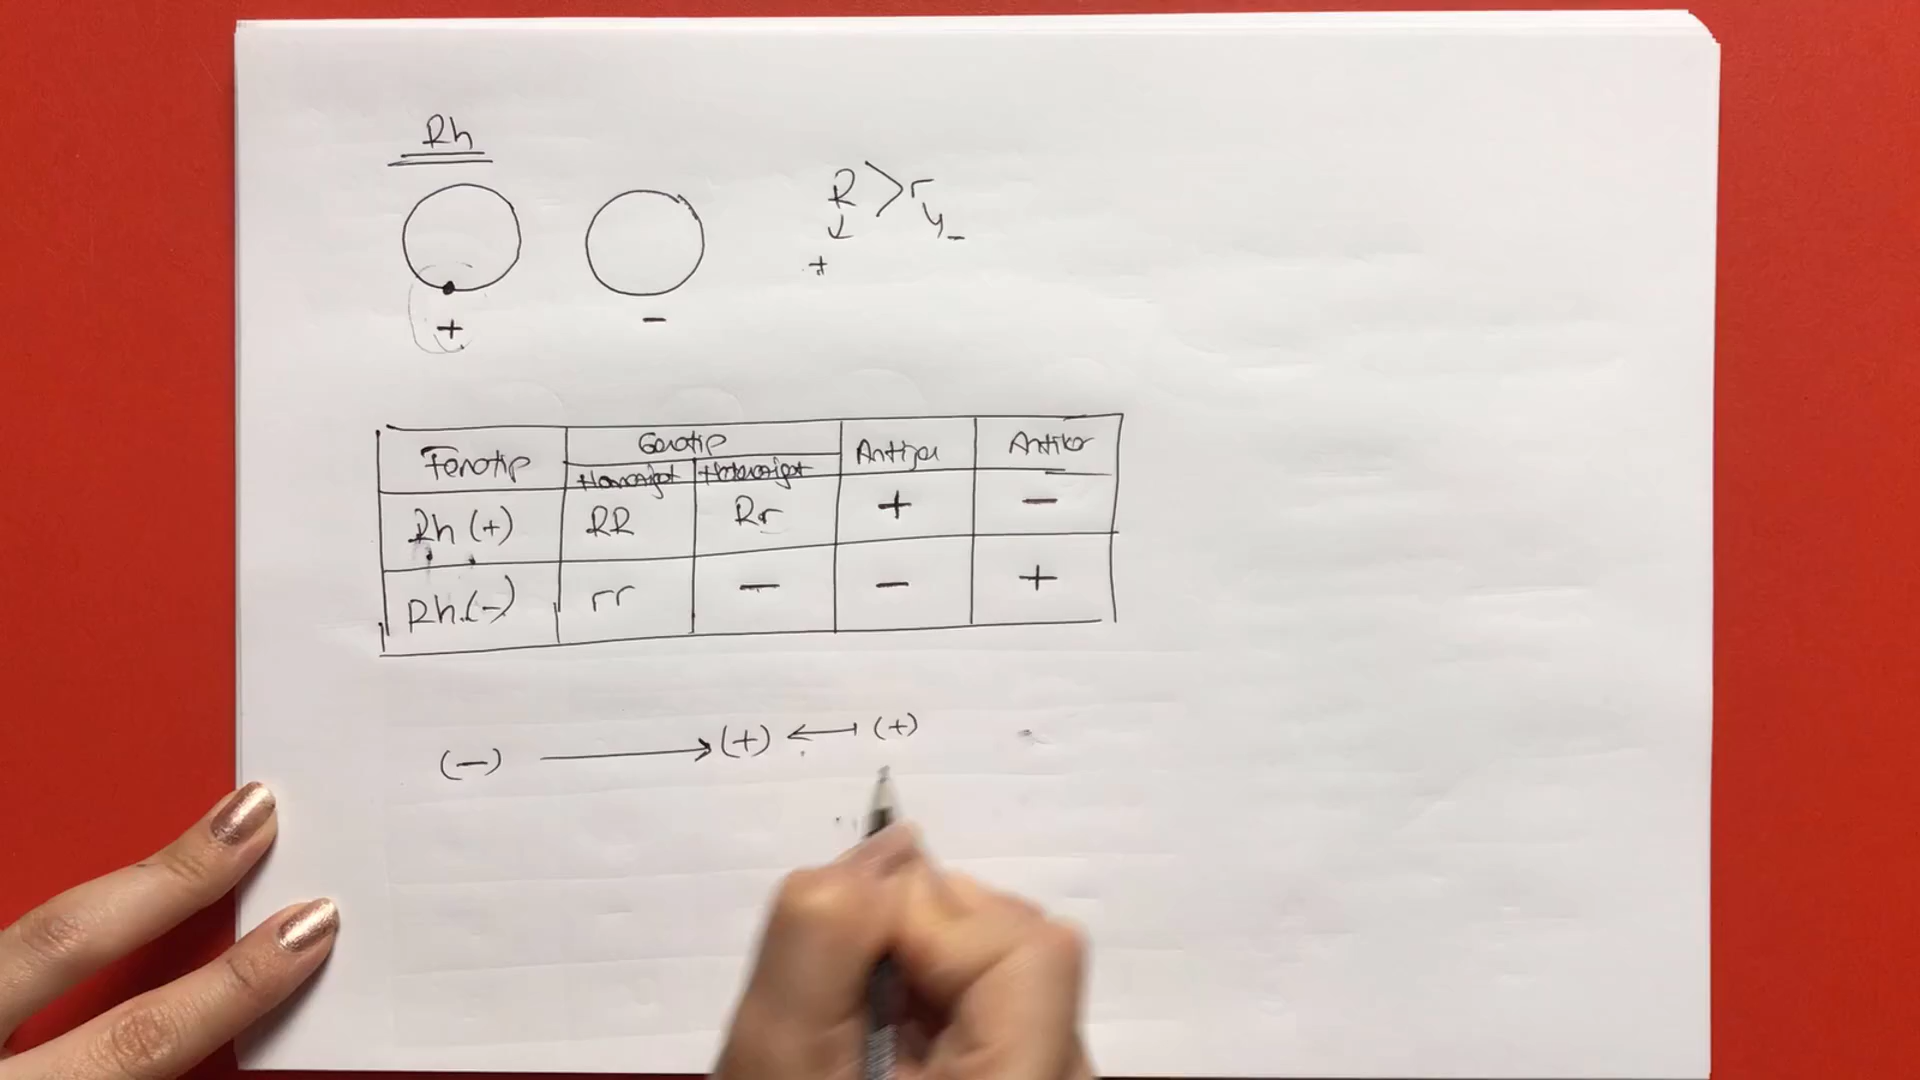 Rh
R > r
+ -
+ -
Fenotip Genotip Antijen Antikor
Homozigot Heterozigot
Rh (+) RR Rr + -
Rh (-) rr - - +
(-) → (+) ← (+)